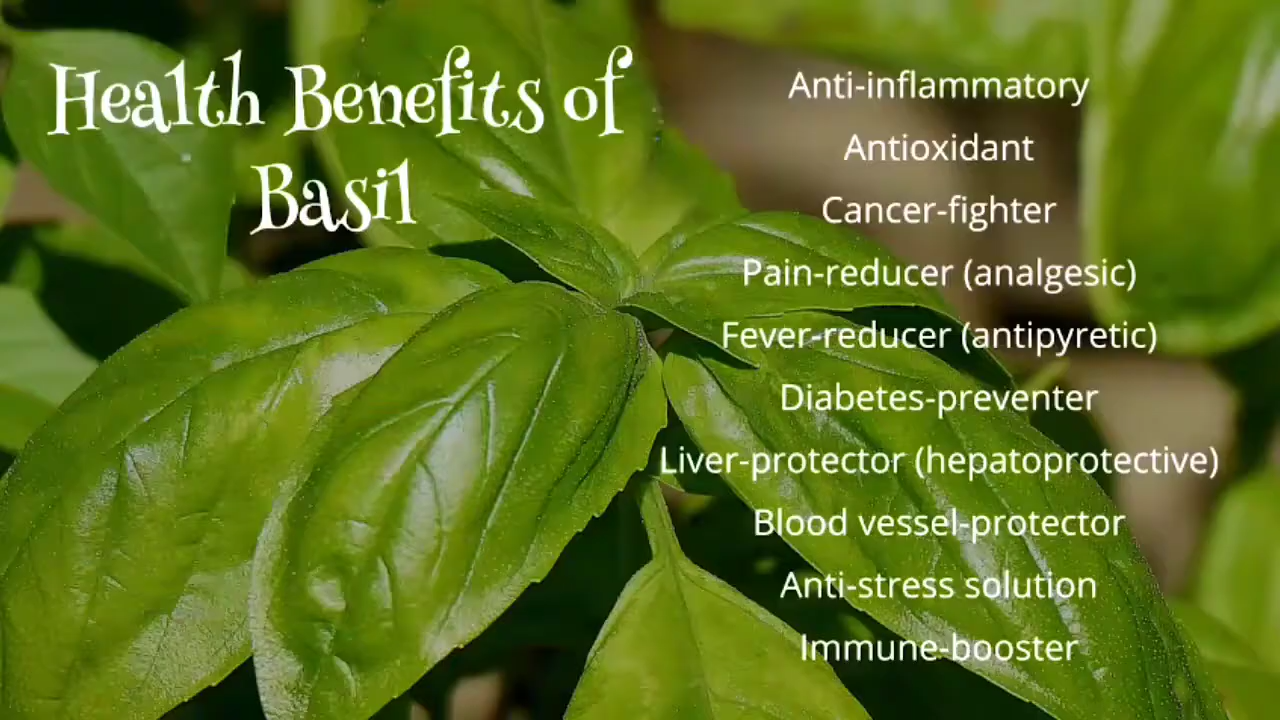 Health Benefits of
Basil
Anti-inflammatory
Antioxidant
Cancer-fighter
Pain-reducer (analgesic)
Fever-reducer (antipyretic)
Diabetes-preventer
Liver-protector (hepatoprotective)
Blood vessel-protector
Anti-stress solution
Immune-booster